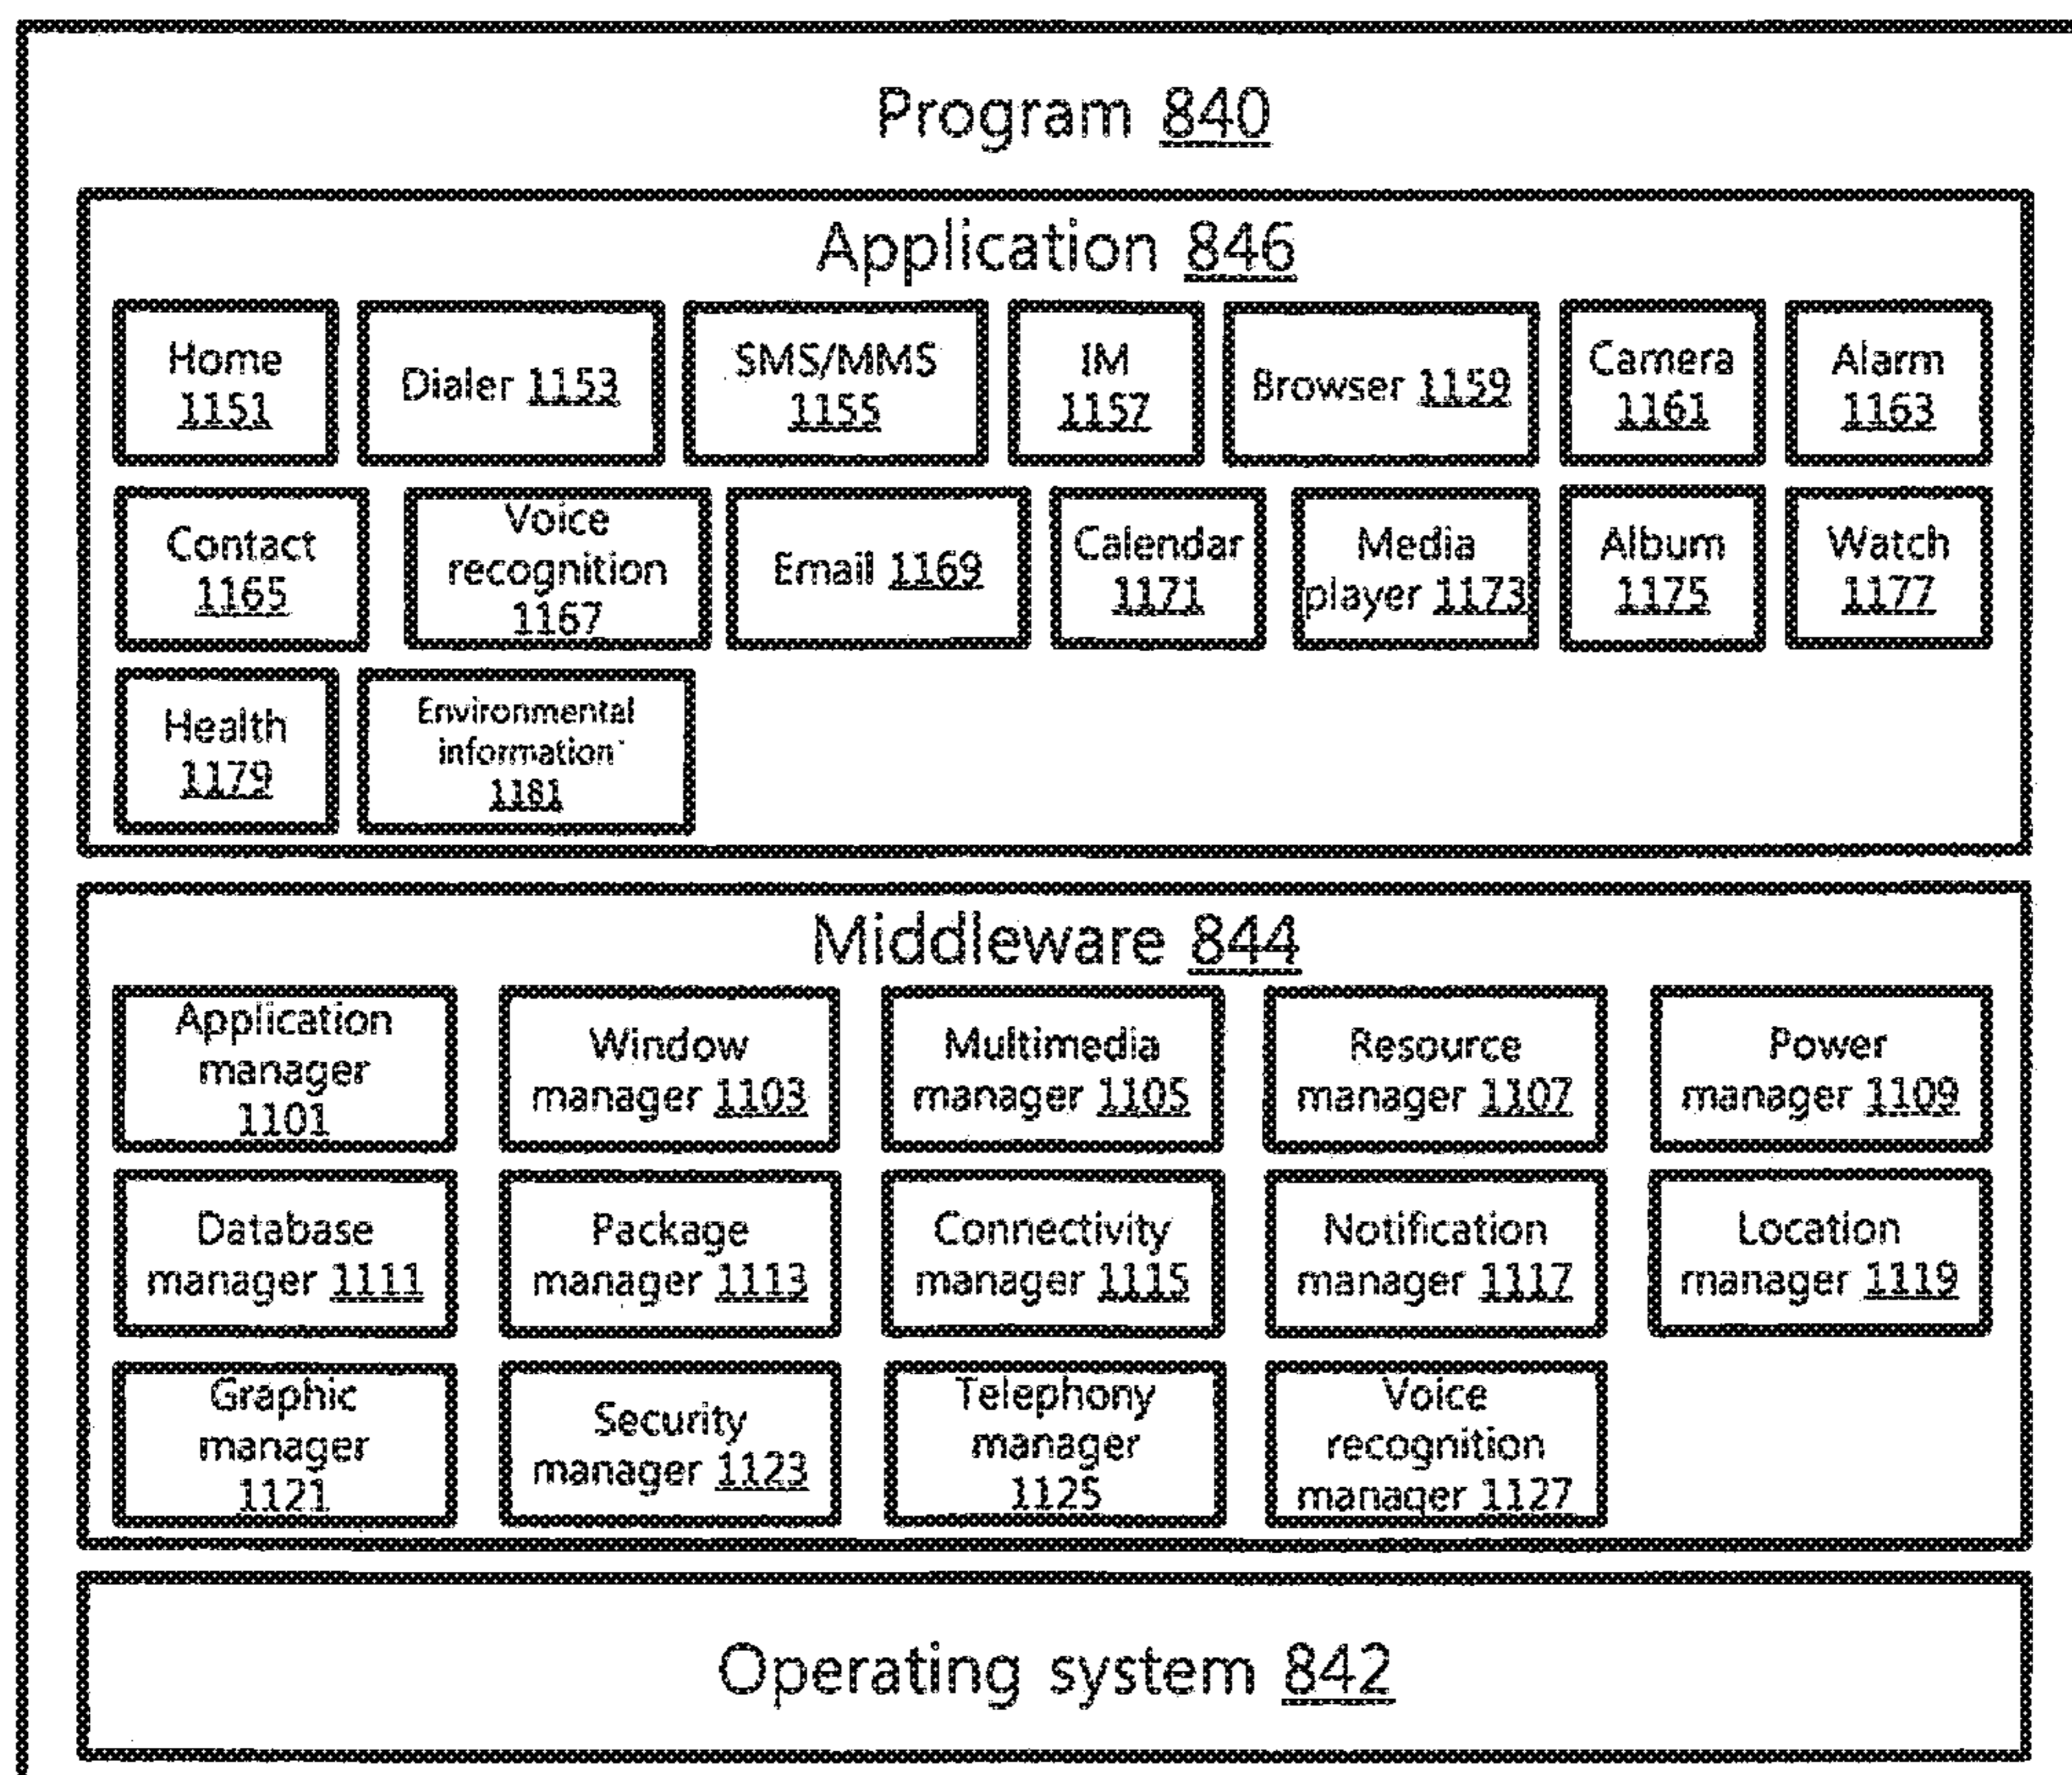 Program 840
Application 846
Home
1151
Dialer 1153
SMS/MMS
1155
IM
1157
Browser 1159
Camera
1161
Alarm
1163
Contact
1165
Voice
recognition
1167
Email 1169
Calendar
1171
Media
player 1173
Album
1175
Watch
1177
Health
1179
Environmental
information
1181
Middleware 844
Application
manager
1101
Window
manager 1103
Multimedia
manager 1105
Resource
manager 1107
Power
manager 1109
Database
manager 1111
Package
manager 1113
Connectivity
manager 1115
Notification
manager 1117
Location
manager 1119
Graphic
manager
1121
Security
manager 1123
Telephony
manager
1125
Voice
recognition
manager 1127
Operating system 842